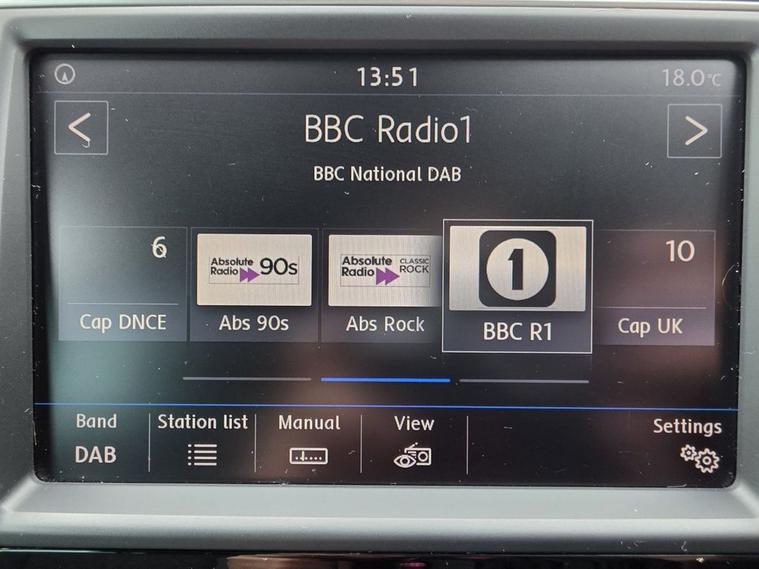 13:51
18.0°C
BBC Radio1
BBC National DAB
6
Absolute Radio 90s
Absolute Radio CLASSIC ROCK
1
10
Cap DNCE
Abs 90s
Abs Rock
BBC R1
Cap UK
Band
Station list
Manual
View
Settings
DAB